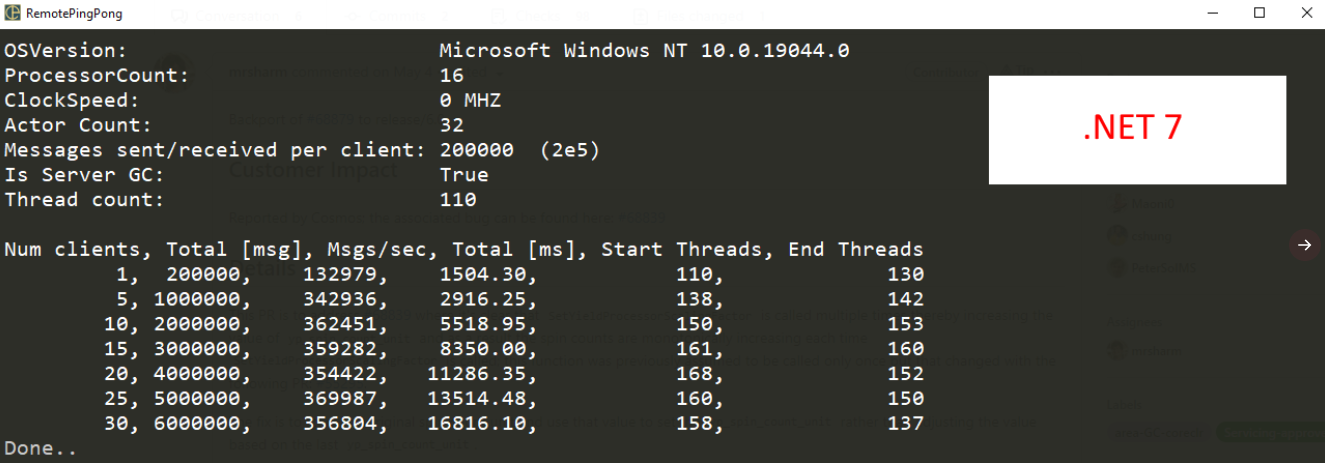 RemotePingPong
OSVersion: Microsoft Windows NT 10.0.19044.0
ProcessorCount: 16
ClockSpeed: 0 MHZ
Actor Count: 32
Messages sent/received per client: 200000 (2e5)
Is Server GC: True
Thread count: 110
.NET 7
Customer Impact
Num clients, Total [msg], Msgs/sec, Total [ms], Start Threads, End Threads
1, 200000, 132979, 1504.30, 110, 130
5, 1000000, 342936, 2916.25, 138, 142
10, 2000000, 362451, 5518.95, 150, 153
15, 3000000, 359282, 8350.00, 161, 160
20, 4000000, 354422, 11286.35, 168, 152
25, 5000000, 369987, 13514.48, 160, 150
30, 6000000, 356804, 16816.10, 158, 137
Done..